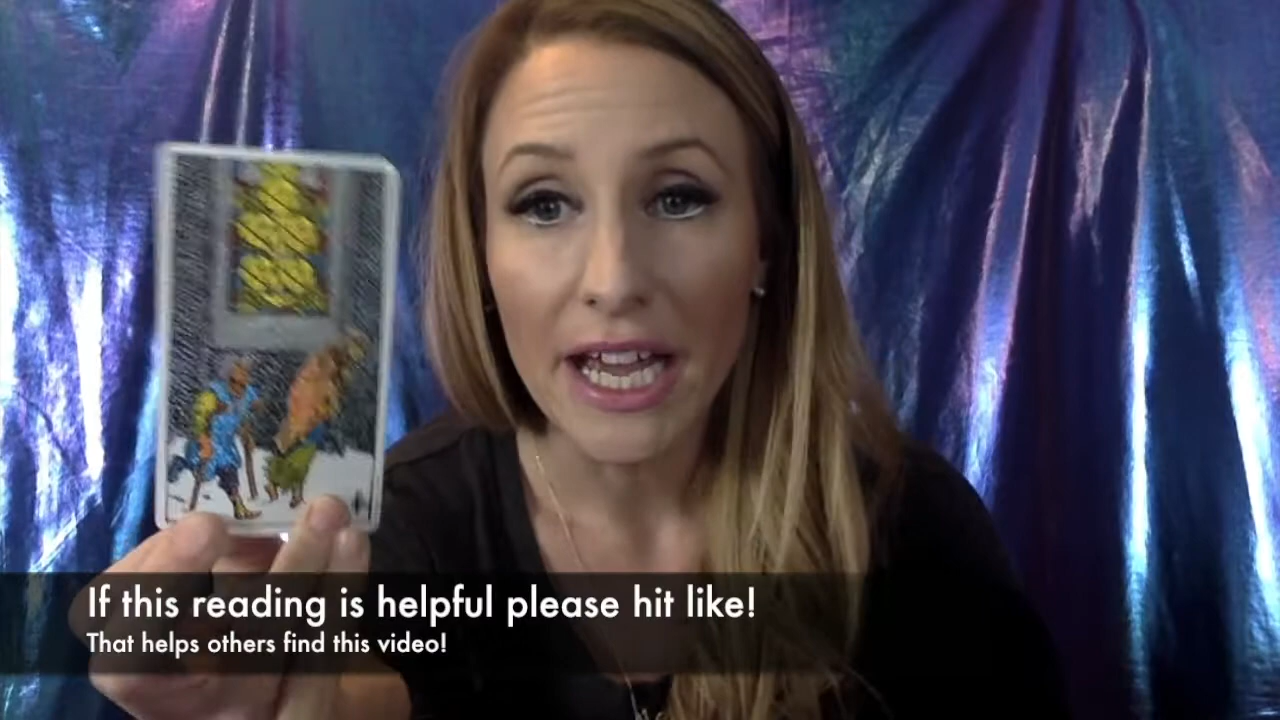 If this reading is helpful please hit like!
That helps others find this video!